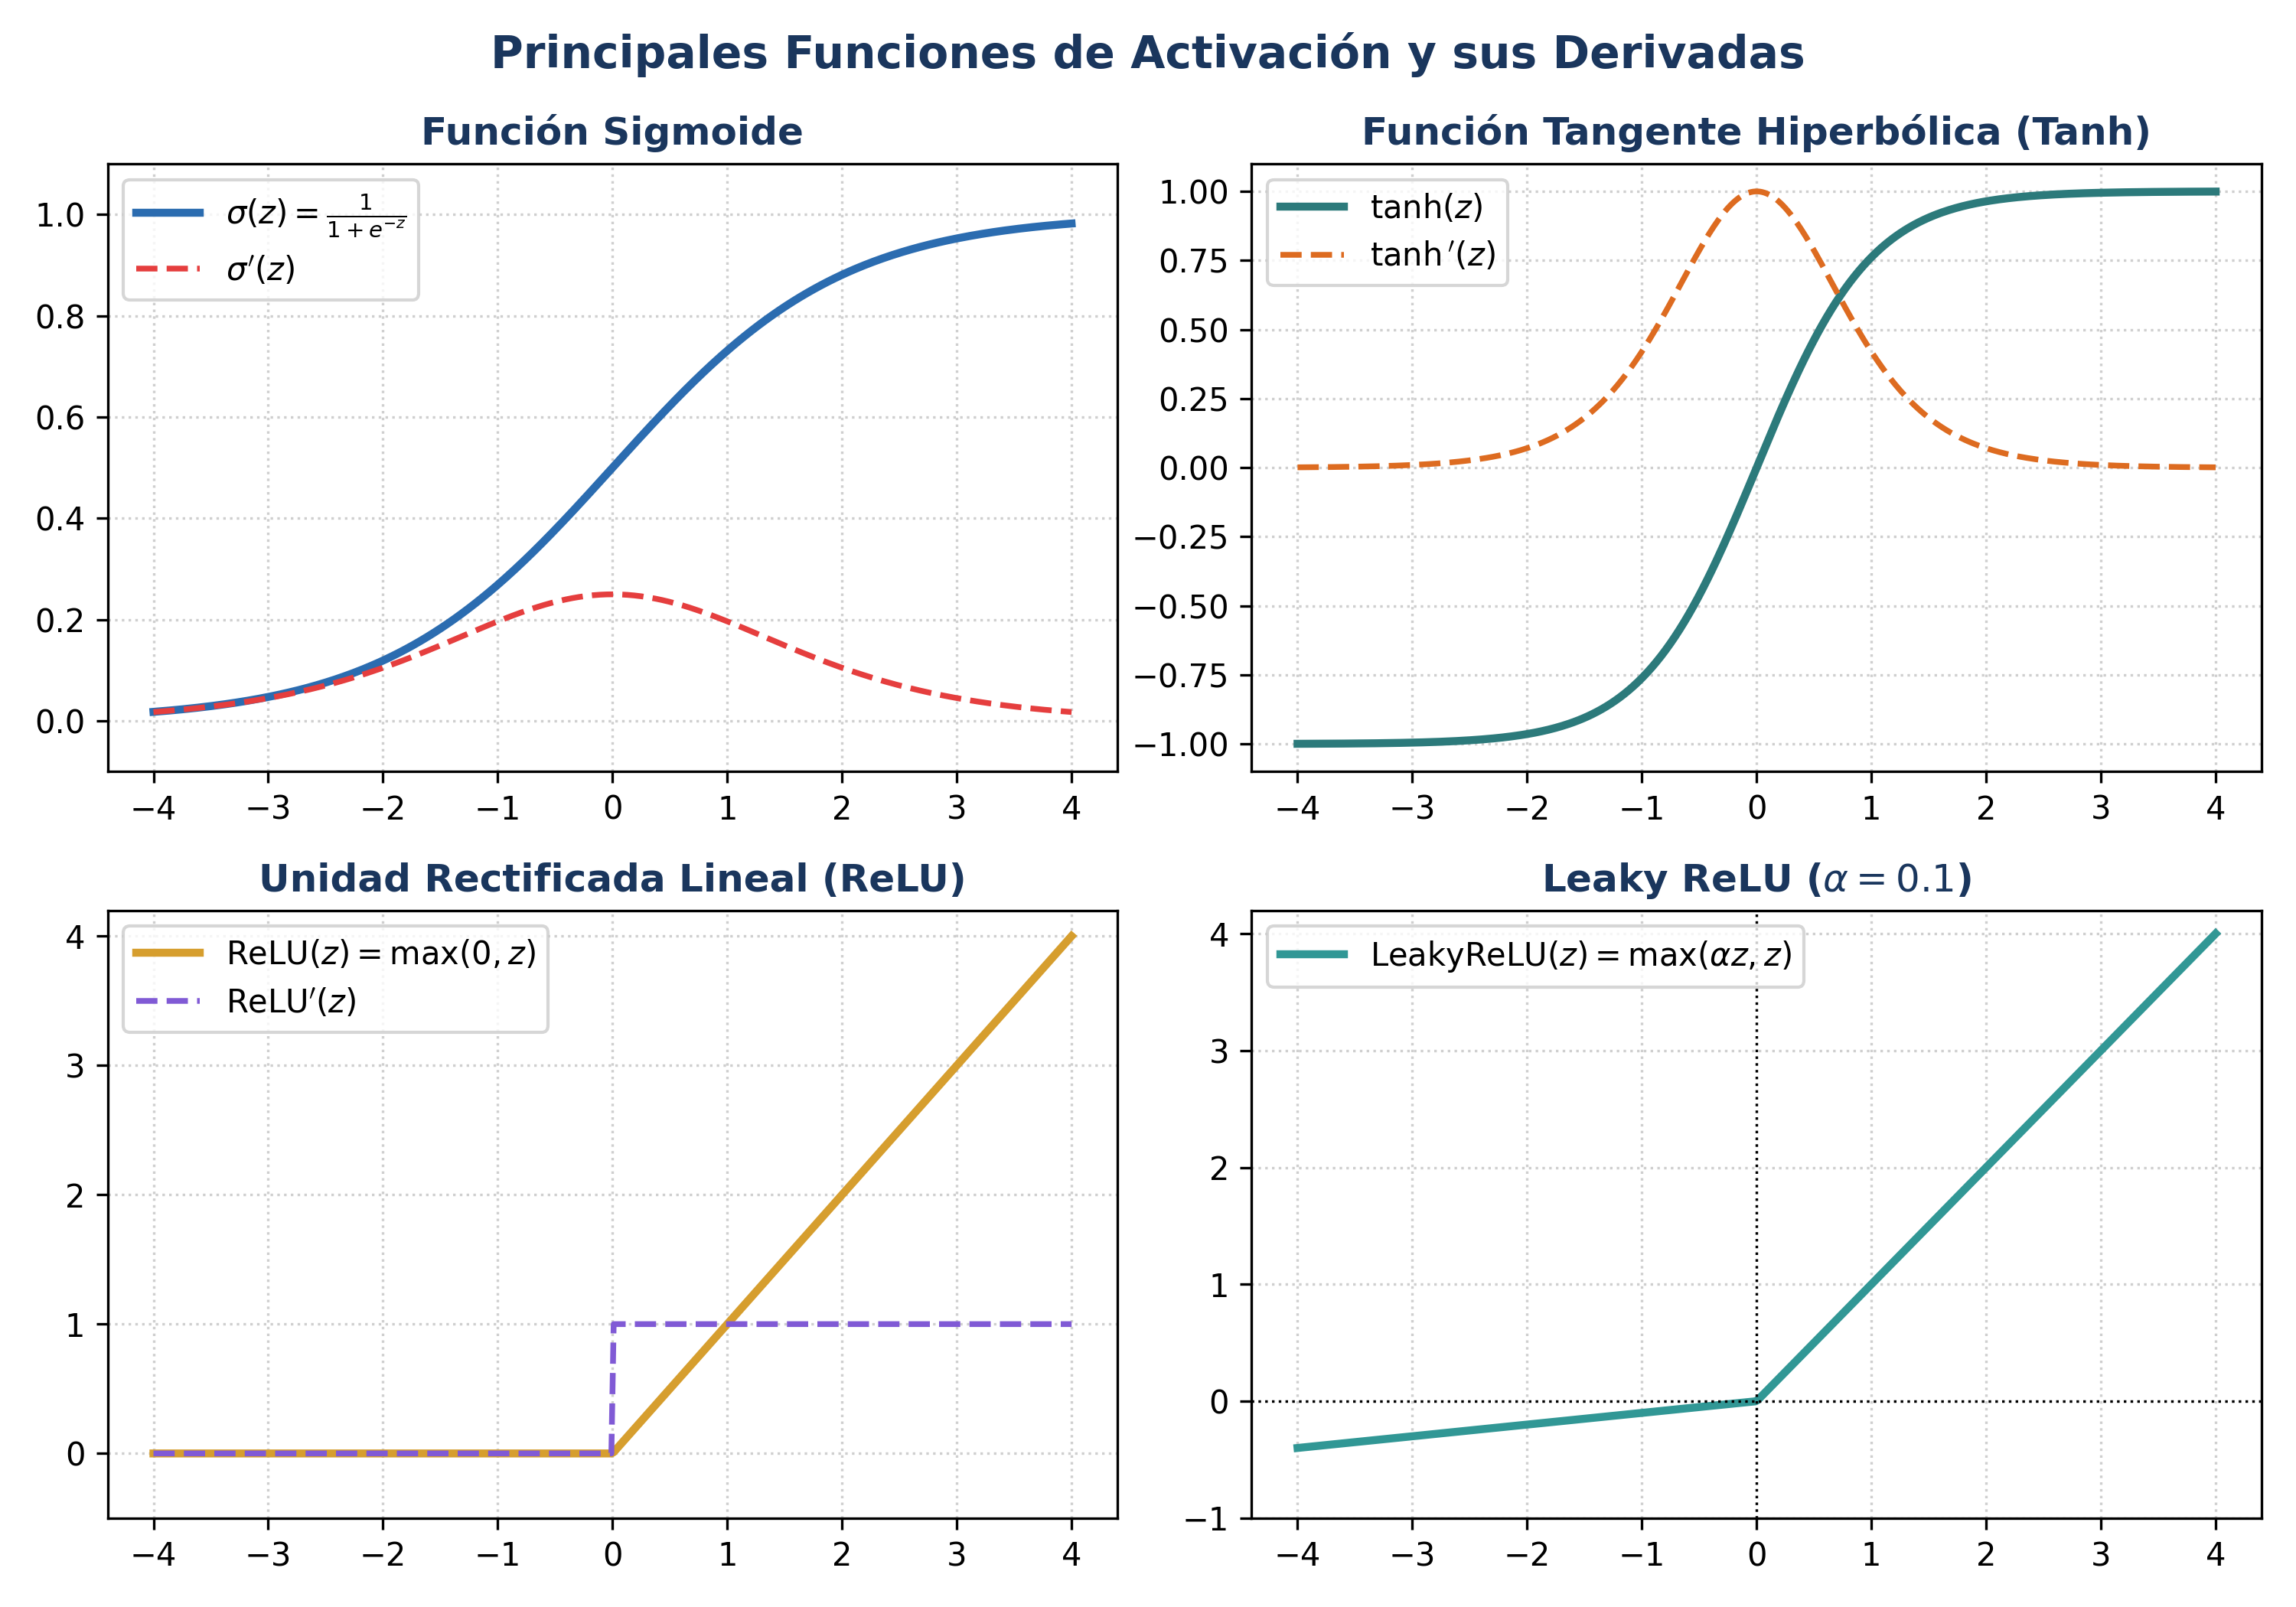 Principales Funciones de Activación y sus Derivadas
Función Sigmoide
σ(z) = 1/(1 + e^{−z})
σ′(z)
1.0
0.8
0.6
0.4
0.2
0.0
−4 −3 −2 −1 0 1 2 3 4
Función Tangente Hiperbólica (Tanh)
tanh(z)
tanh′(z)
1.00
0.75
0.50
0.25
0.00
−0.25
−0.50
−0.75
−1.00
−4 −3 −2 −1 0 1 2 3 4
Unidad Rectificada Lineal (ReLU)
ReLU(z) = max(0, z)
ReLU′(z)
4
3
2
1
0
−4 −3 −2 −1 0 1 2 3 4
Leaky ReLU (α = 0.1)
LeakyReLU(z) = max(αz, z)
4
3
2
1
0
−1
−4 −3 −2 −1 0 1 2 3 4